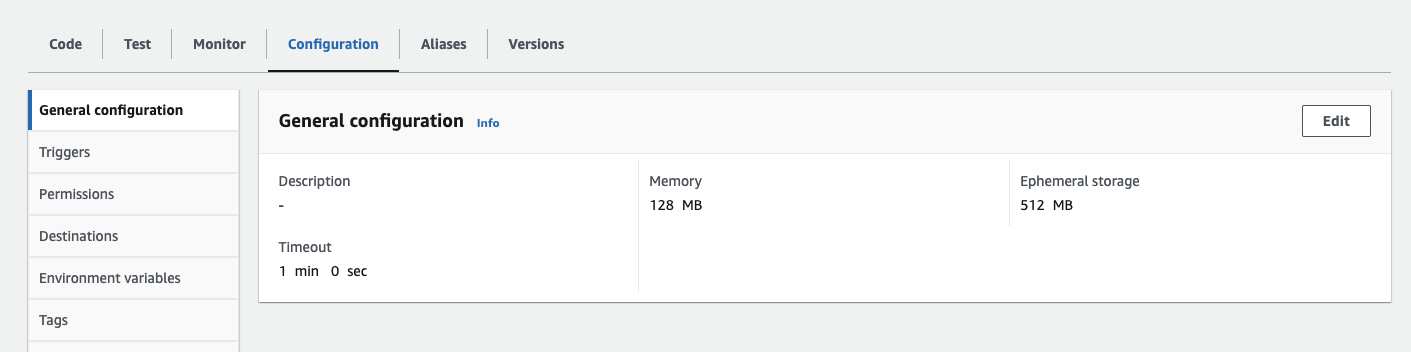 Code Test Monitor Configuration Aliases Versions
General configuration
Triggers
Permissions
Destinations
Environment variables
Tags
General configuration Info Edit
Description
-
Memory
128 MB
Ephemeral storage
512 MB
Timeout
1 min 0 sec